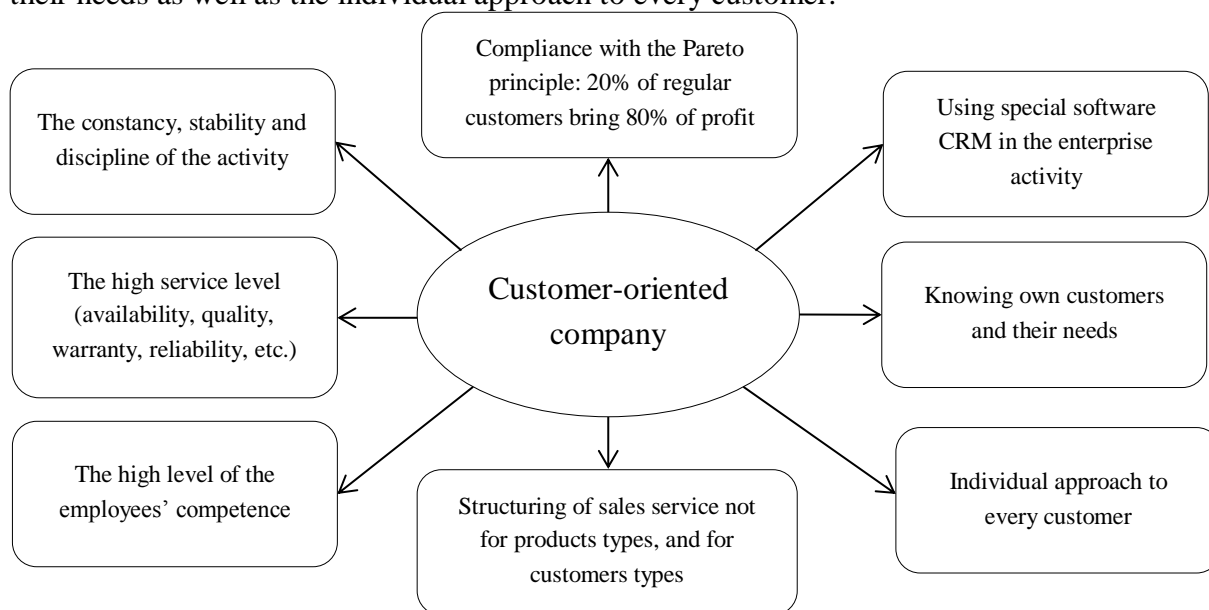 their needs as well as the individual approach to every customer.
Compliance with the Pareto
principle: 20% of regular
customers bring 80% of profit
The constancy, stability and
discipline of the activity
Using special software
CRM in the enterprise
activity
The high service level
(availability, quality,
warranty, reliability, etc.)
Customer-oriented
company
Knowing own customers
and their needs
The high level of the
employees’ competence
Structuring of sales service not
for products types, and for
customers types
Individual approach to
every customer